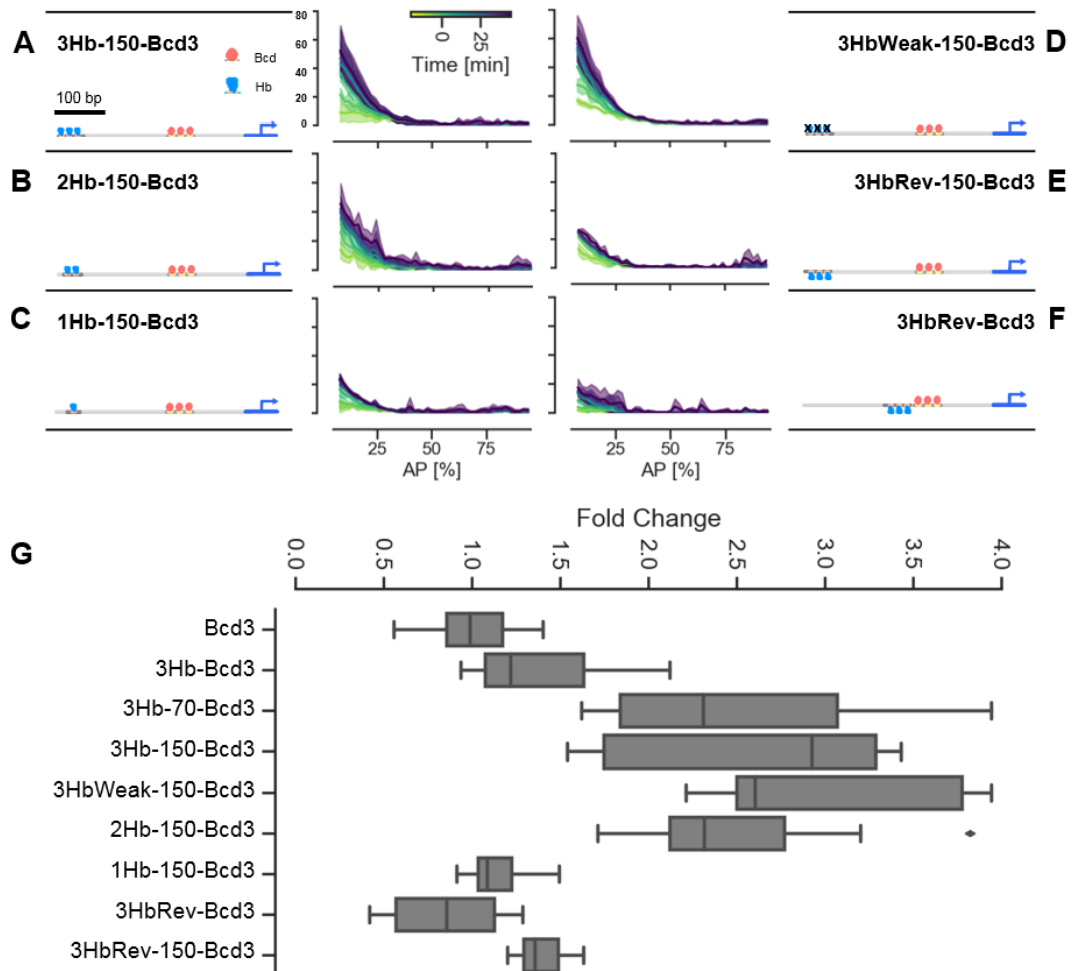 A
3Hb-150-Bcd3
Bcd
Hb
100 bp
80
60
40
20
0
0
25
Time [min]
3HbWeak-150-Bcd3
D
X X X
B
2Hb-150-Bcd3
3HbRev-150-Bcd3
E
C
1Hb-150-Bcd3
3HbRev-Bcd3
F
25
50
75
AP [%]
25
50
75
AP [%]
G
Fold Change
0.0
0.5
1.0
1.5
2.0
2.5
3.0
3.5
4.0
Bcd3
3Hb-Bcd3
3Hb-70-Bcd3
3Hb-150-Bcd3
3HbWeak-150-Bcd3
2Hb-150-Bcd3
1Hb-150-Bcd3
3HbRev-Bcd3
3HbRev-150-Bcd3